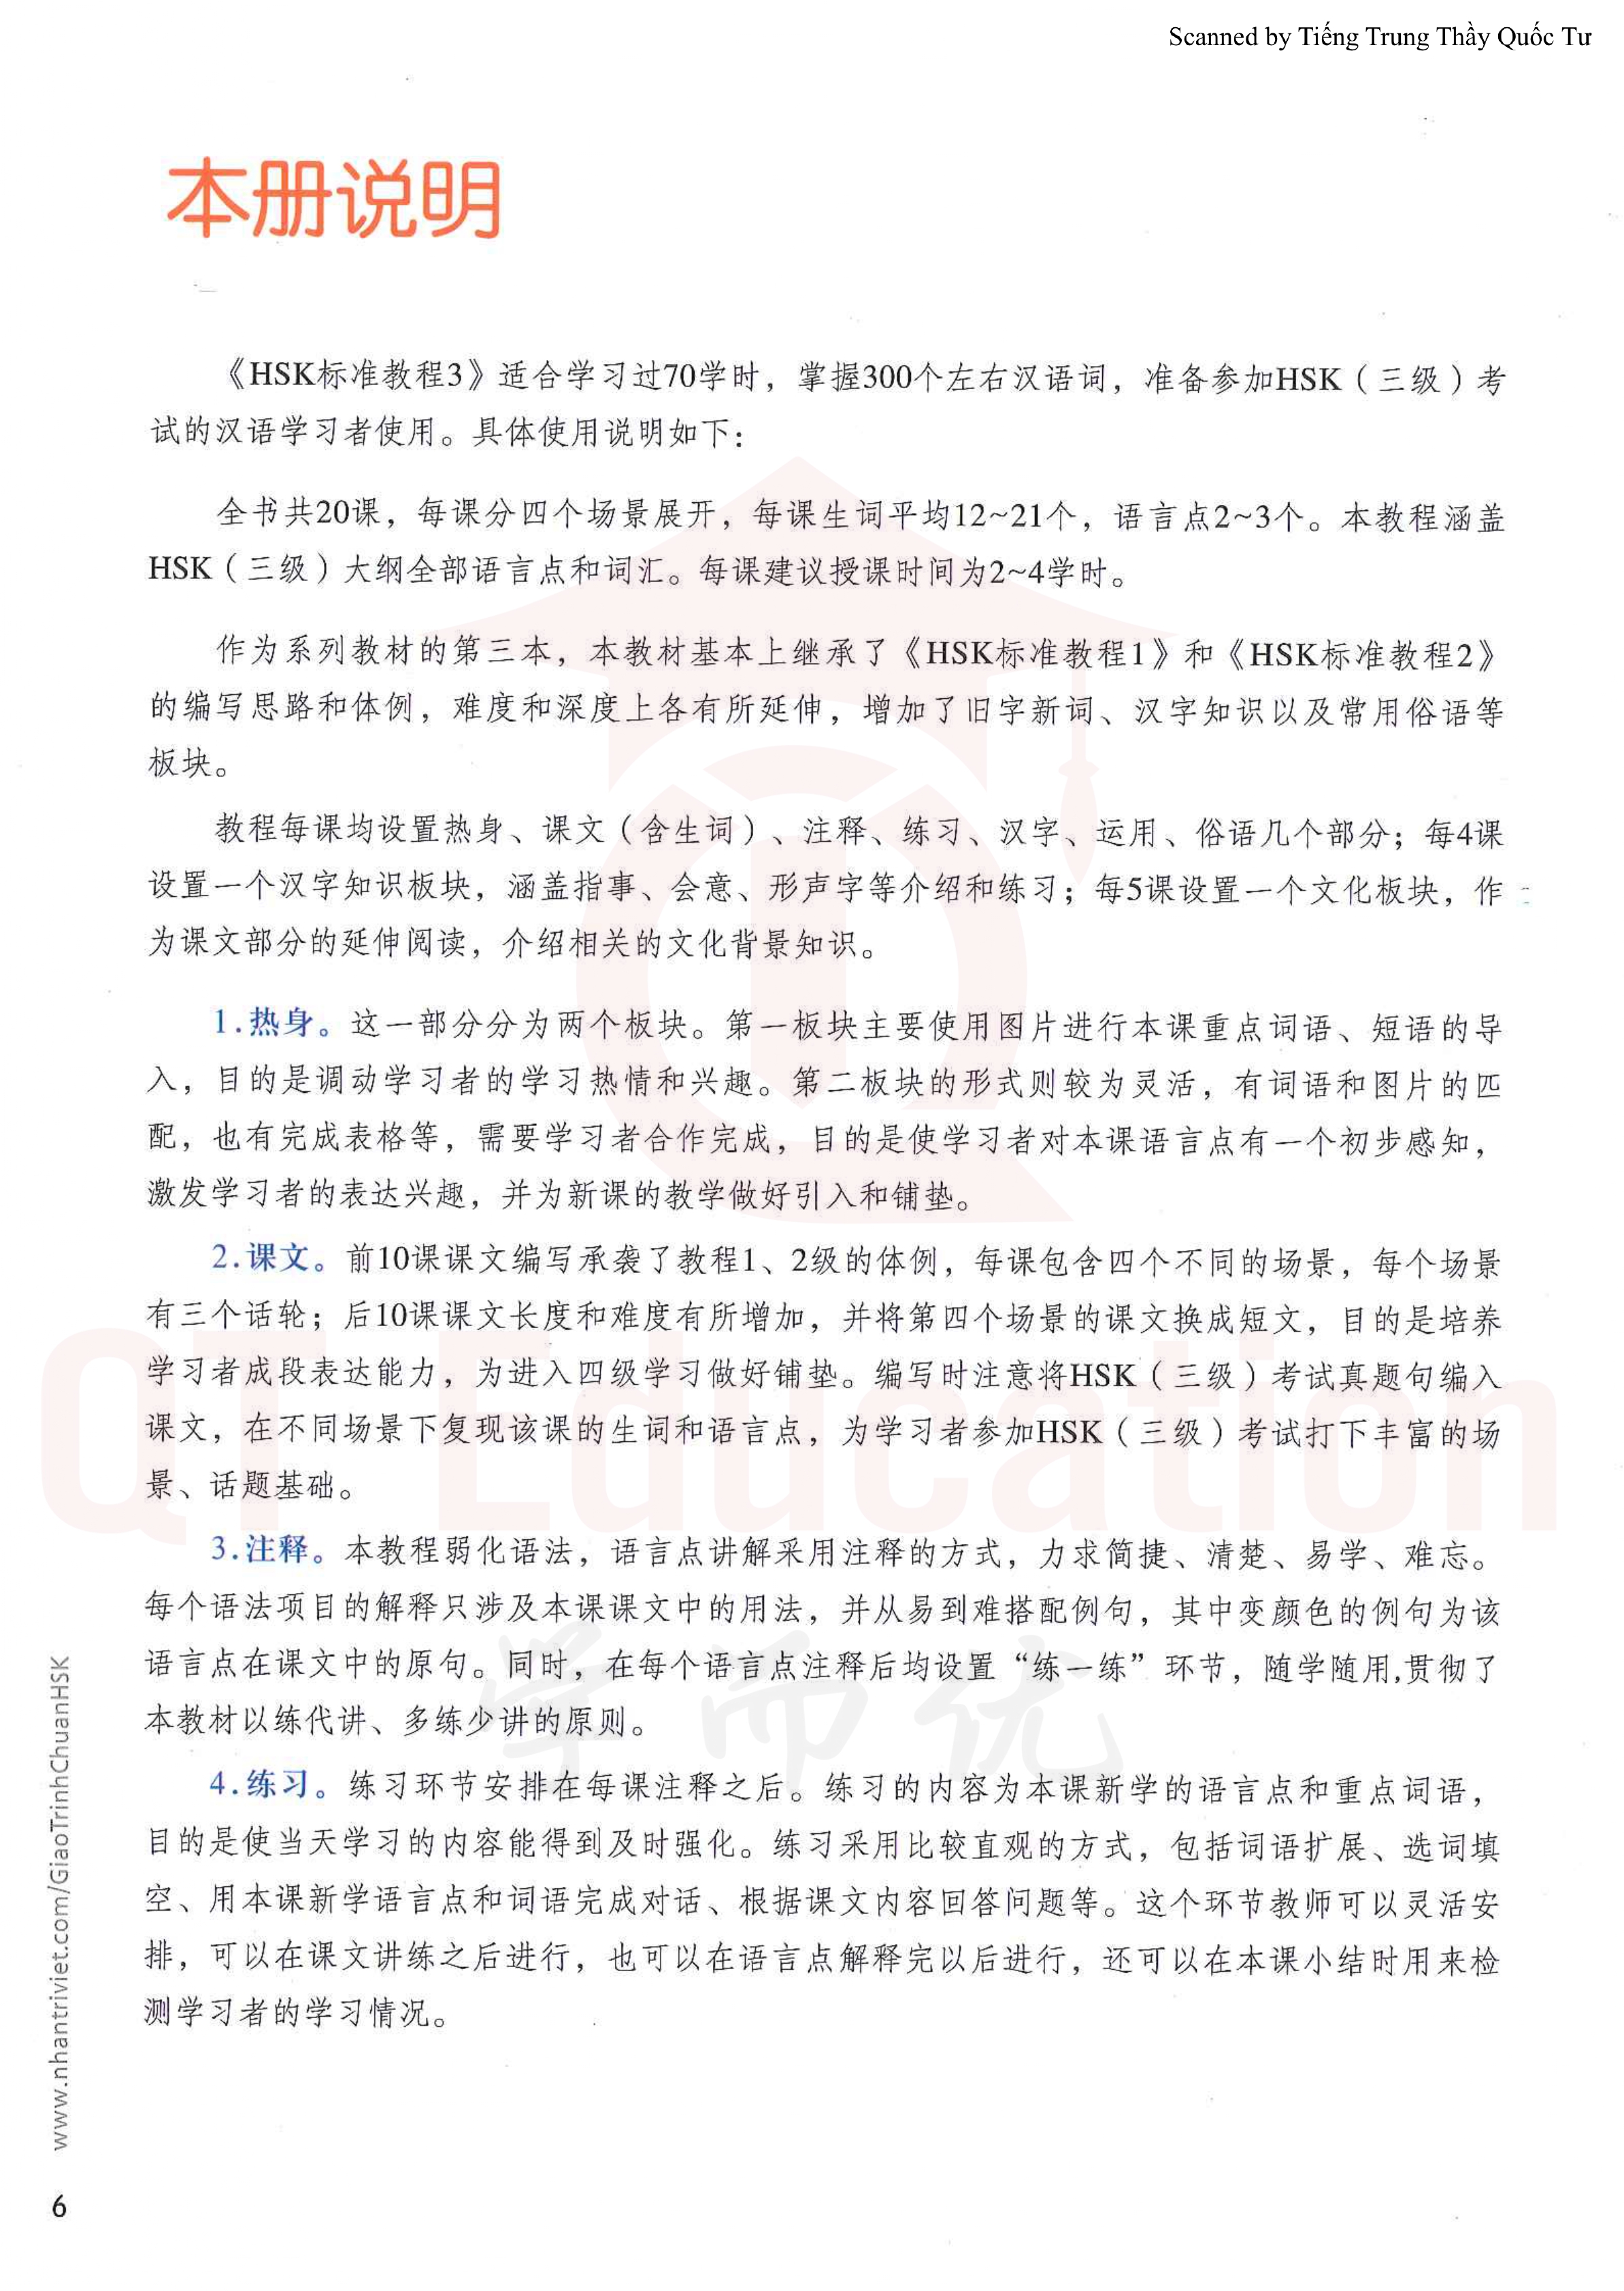 Scanned by Tiếng Trung Thầy Quốc Tư
本册说明
《HSK标准教程3》适合学习过70学时，掌握300个左右汉语词，准备参加HSK（三级）考
试的汉语学习者使用。具体使用说明如下：
全书共20课，每课分四个场景展开，每课生词平均12~21个，语言点2~3个。本教程涵盖
HSK（三级）大纲全部语言点和词汇。每课建议授课时间为2~4学时。
作为系列教材的第三本，本教材基本上继承了《HSK标准教程1》和《HSK标准教程2》
的编写思路和体例，难度和深度上各有所延伸，增加了旧字新词、汉字知识以及常用俗语等
板块。
教程每课均设置热身、课文（含生词）、注释、练习、汉字、运用、俗语几个部分；每4课
设置一个汉字知识板块，涵盖指事、会意、形声字等介绍和练习；每5课设置一个文化板块，作
为课文部分的延伸阅读，介绍相关的文化背景知识。
1.热身。这一部分分为两个板块。第一板块主要使用图片进行本课重点词语、短语的导
入，目的是调动学习者的学习热情和兴趣。第二板块的形式则较为灵活，有词语和图片的匹
配，也有完成表格等，需要学习者合作完成，目的是使学习者对本课语言点有一个初步感知，
激发学习者的表达兴趣，并为新课的教学做好引入和铺垫。
2.课文。前10课课文编写承袭了教程1、2级的体例，每课包含四个不同的场景，每个场景
有三个话轮；后10课课文长度和难度有所增加，并将第四个场景的课文换成短文，目的是培养
学习者成段表达能力，为进入四级学习做好铺垫。编写时注意将HSK（三级）考试真题句编入
课文，在不同场景下复现该课的生词和语言点，为学习者参加HSK（三级）考试打下丰富的场
景、话题基础。
QT Education
3.注释。本教程弱化语法，语言点讲解采用注释的方式，力求简捷、清楚、易学、难忘。
每个语法项目的解释只涉及本课课文中的用法，并从易到难搭配例句，其中变颜色的例句为该
语言点在课文中的原句。同时，在每个语言点注释后均设置“练一练”环节，随学随用,贯彻了
本教材以练代讲、多练少讲的原则。
学而优
4.练习。练习环节安排在每课注释之后。练习的内容为本课新学的语言点和重点词语，
目的是使当天学习的内容能得到及时强化。练习采用比较直观的方式，包括词语扩展、选词填
空、用本课新学语言点和词语完成对话、根据课文内容回答问题等。这个环节教师可以灵活安
排，可以在课文讲练之后进行，也可以在语言点解释完以后进行，还可以在本课小结时用来检
测学习者的学习情况。
www.nhantriviet.com/GiaoTrinhChuanHSK
6